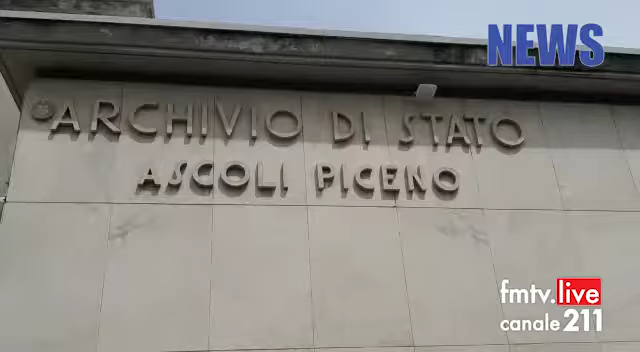 NEWS
ARCHIVIO DI STATO
ASCOLI PICENO
fmtv.live
canale 211